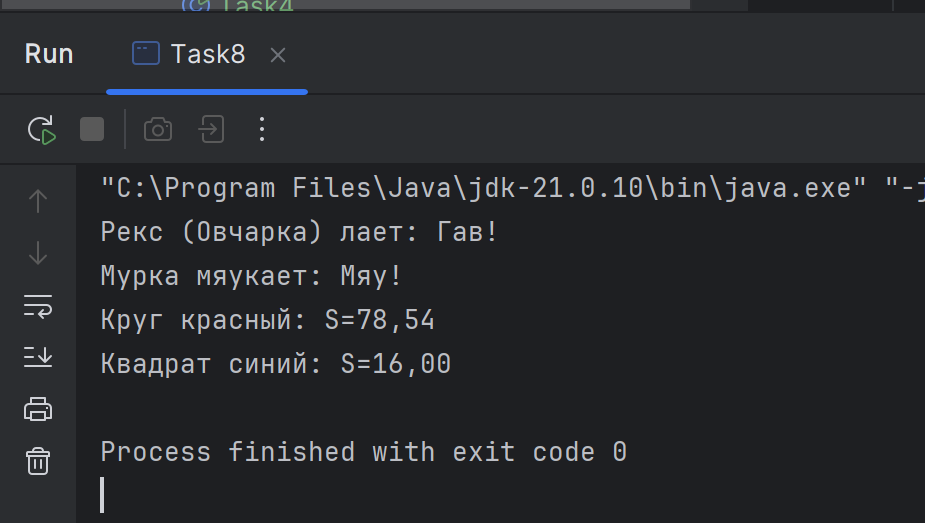 Task4
Run
Task8
"C:\Program Files\Java\jdk-21.0.10\bin\java.exe" "-j
Рекс (Овчарка) лает: Гав!
Мурка мяукает: Мяу!
Круг красный: S=78,54
Квадрат синий: S=16,00
Process finished with exit code 0